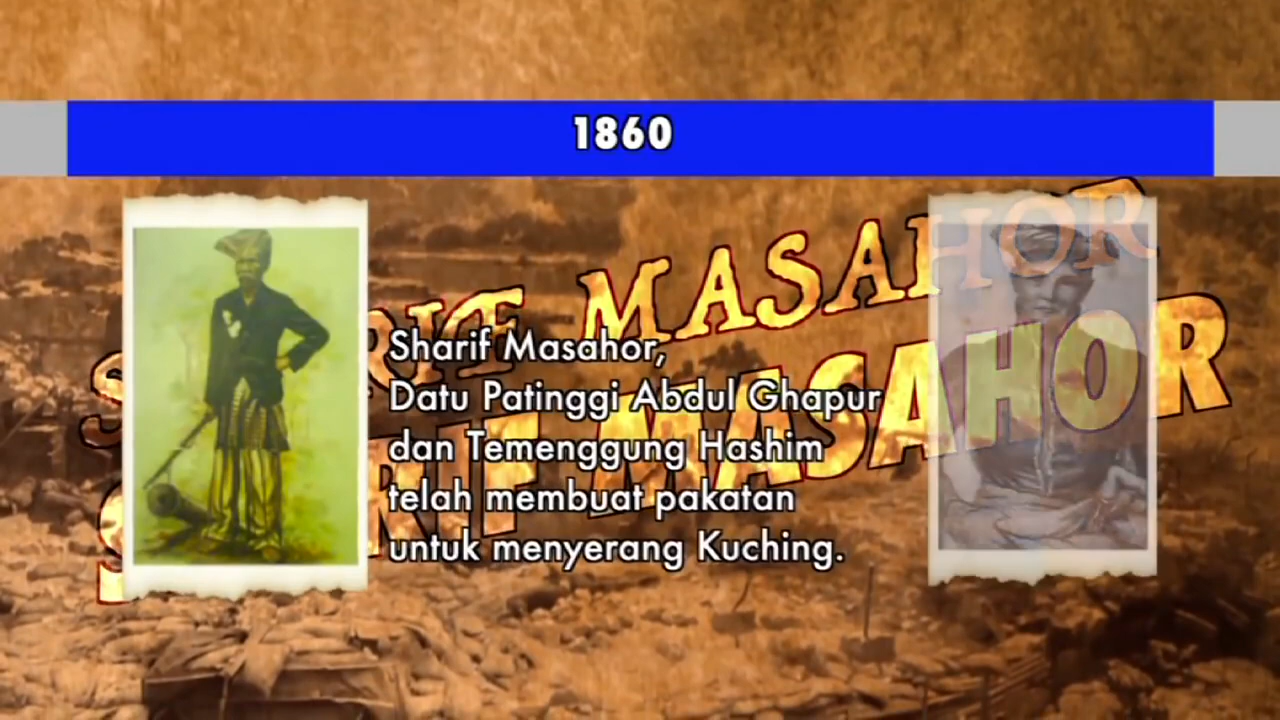 1860
MASAHOR
MASAHOR
Sharif Masahor,
Datu Patinggi Abdul Ghapur
dan Temenggung Hashim
telah membuat pakatan
untuk menyerang Kuching.